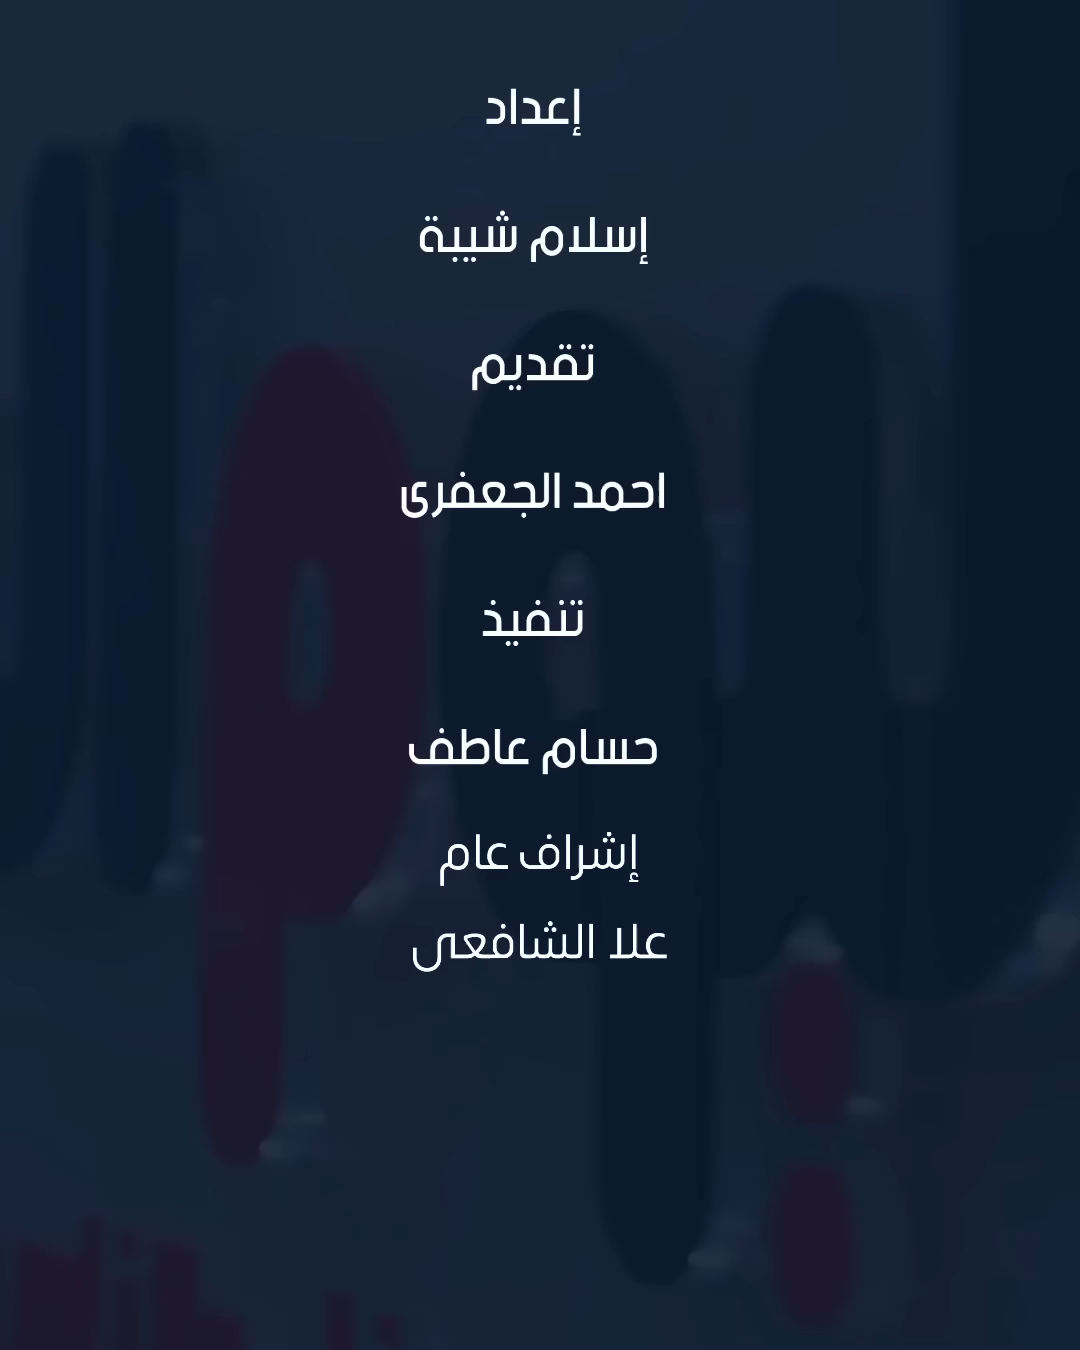 إعداد
إسلام شيبة
تقديم
احمد الجعفرى
تنفيذ
حسام عاطف
إشراف عام
علا الشافعى